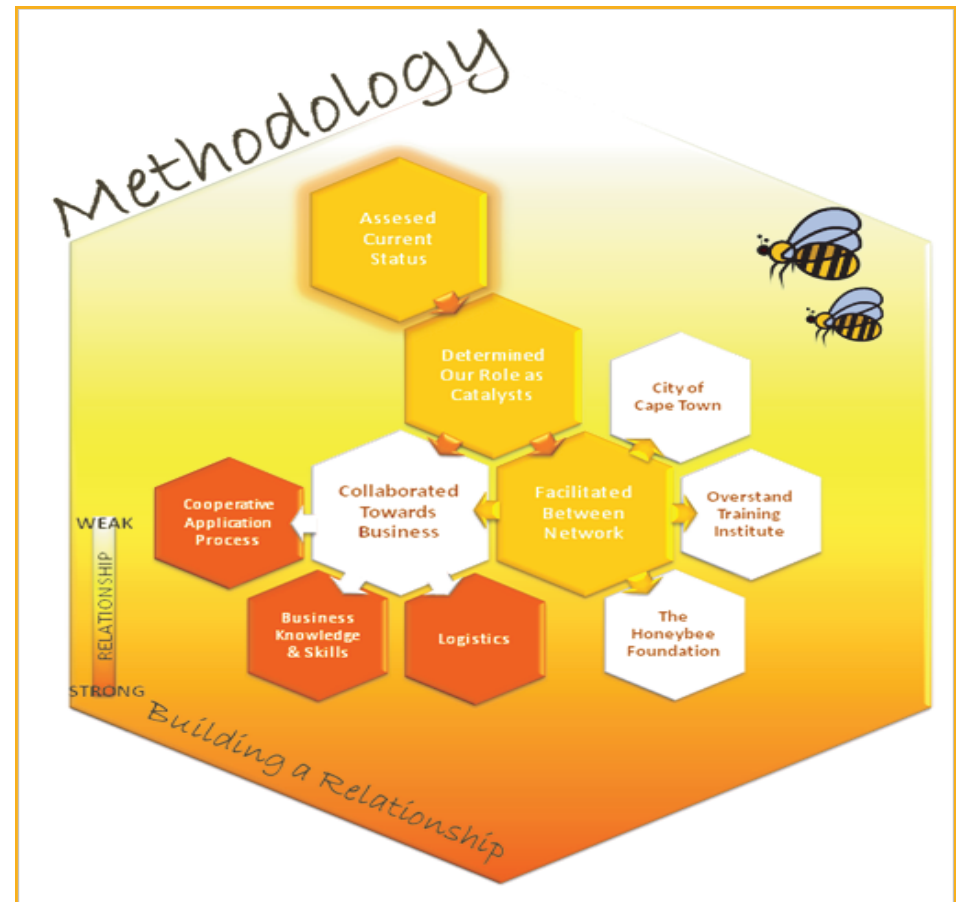 Methodology
Assesed
Current
Status
Determined
Our Role as
Catalysts
City of
Cape Town
Collaborated
Towards
Business
Facilitated
Between
Network
Overstand
Training
Institute
Cooperative
Application
Process
Business
Knowledge
& Skills
Logistics
The
Honeybee
Foundation
WEAK
RELATIONSHIP
STRONG
Building a Relationship